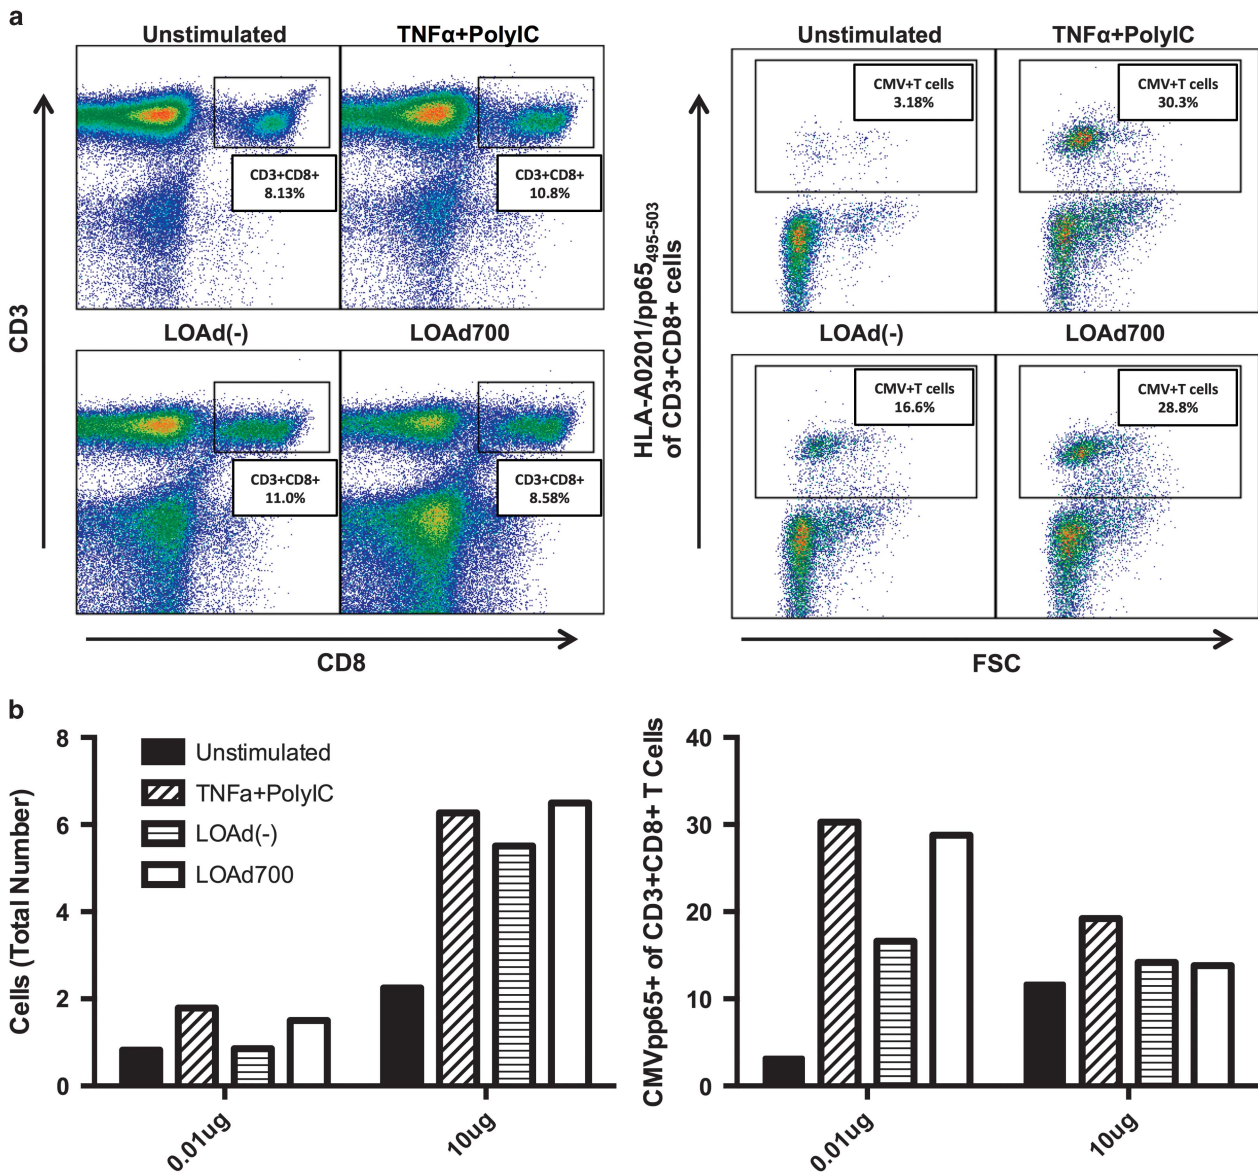 a
Unstimulated
TNFα+PolyIC
CD3+CD8+
8.13%
CD3+CD8+
10.8%
LOAd(-)
LOAd700
CD3+CD8+
11.0%
CD3+CD8+
8.58%
CD3
CD8
Unstimulated
TNFα+PolyIC
CMV+T cells
3.18%
CMV+T cells
30.3%
LOAd(-)
LOAd700
CMV+T cells
16.6%
CMV+T cells
28.8%
HLA-A0201/pp65495-503
of CD3+CD8+ cells
FSC
b
Cells (Total Number)
8
6
4
2
0
Unstimulated
TNFa+PolyIC
LOAd(-)
LOAd700
0.01ug
10ug
CMVpp65+ of CD3+CD8+ T Cells
40
30
20
10
0
0.01ug
10ug